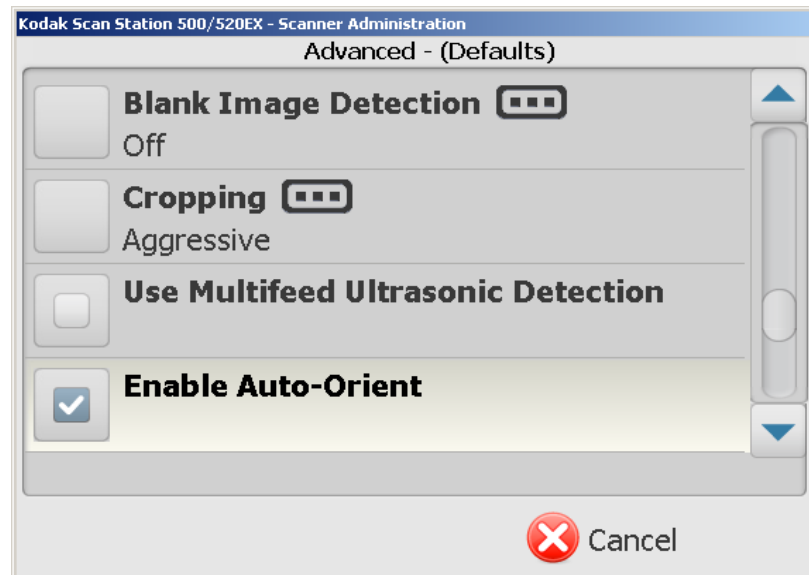 Kodak Scan Station 500/520EX - Scanner Administration
Advanced - (Defaults)
Blank Image Detection
Off
Cropping
Aggressive
Use Multifeed Ultrasonic Detection
Enable Auto-Orient
Cancel